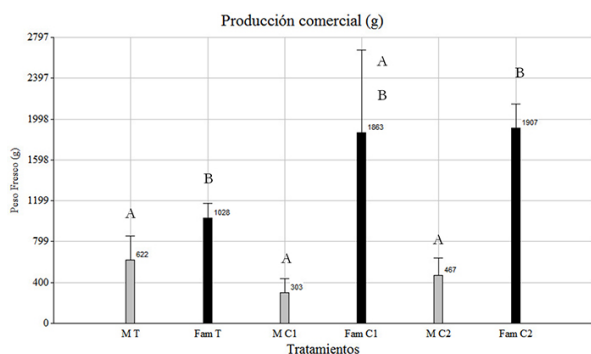 Producción comercial (g)
2797
2397
1998
1598
1199
799
400
0
Peso Fresco (g)
A
622
B
1028
A
303
A
B
1863
A
467
B
1907
M T
Fam T
M C1
Fam C1
M C2
Fam C2
Tratamientos